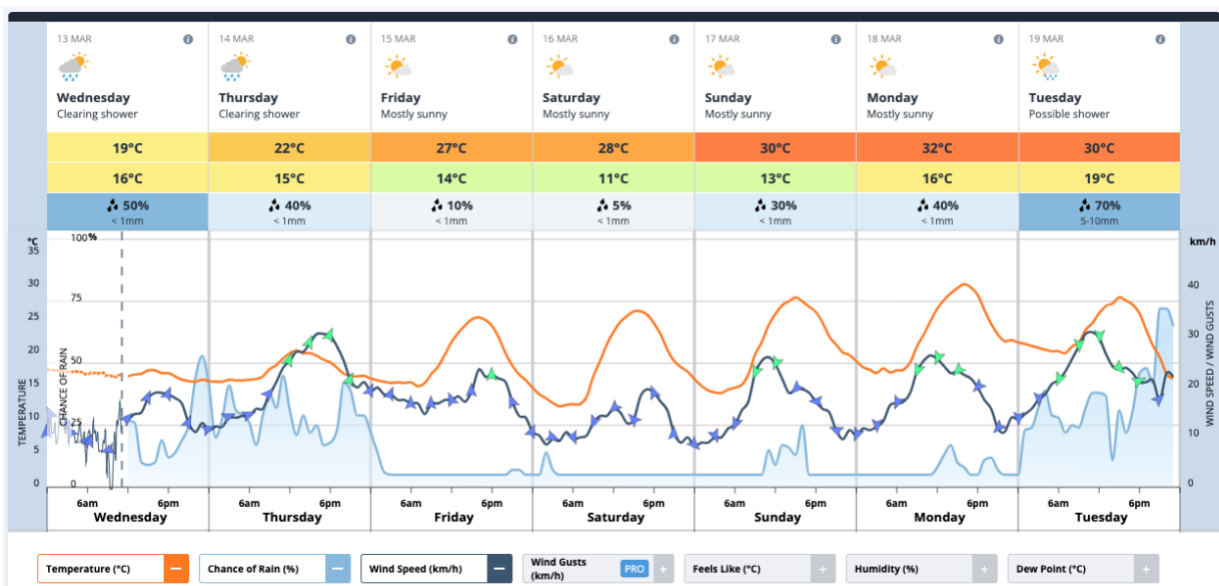 13 MAR
Wednesday
Clearing shower
14 MAR
Thursday
Clearing shower
15 MAR
Friday
Mostly sunny
16 MAR
Saturday
Mostly sunny
17 MAR
Sunday
Mostly sunny
18 MAR
Monday
Mostly sunny
19 MAR
Tuesday
Possible shower
19°C 22°C 27°C 28°C 30°C 32°C 30°C
16°C 15°C 14°C 11°C 13°C 16°C 19°C
50% 40% 10% 5% 30% 40% 70%
< 1mm < 1mm < 1mm < 1mm < 1mm < 1mm 5-10mm
°C
35
30
25
20
15
10
5
0
TEMPERATURE
100%
75
50
25
0
CHANCE OF RAIN
km/h
40
30
20
10
0
WIND SPEED / WIND GUSTS
6am 6pm 6am 6pm 6am 6pm 6am 6pm 6am 6pm 6am 6pm 6am 6pm
Wednesday Thursday Friday Saturday Sunday Monday Tuesday
Temperature (°C) −
Chance of Rain (%) −
Wind Speed (km/h) −
Wind Gusts
(km/h) PRO +
Feels Like (°C) +
Humidity (%) +
Dew Point (°C) +